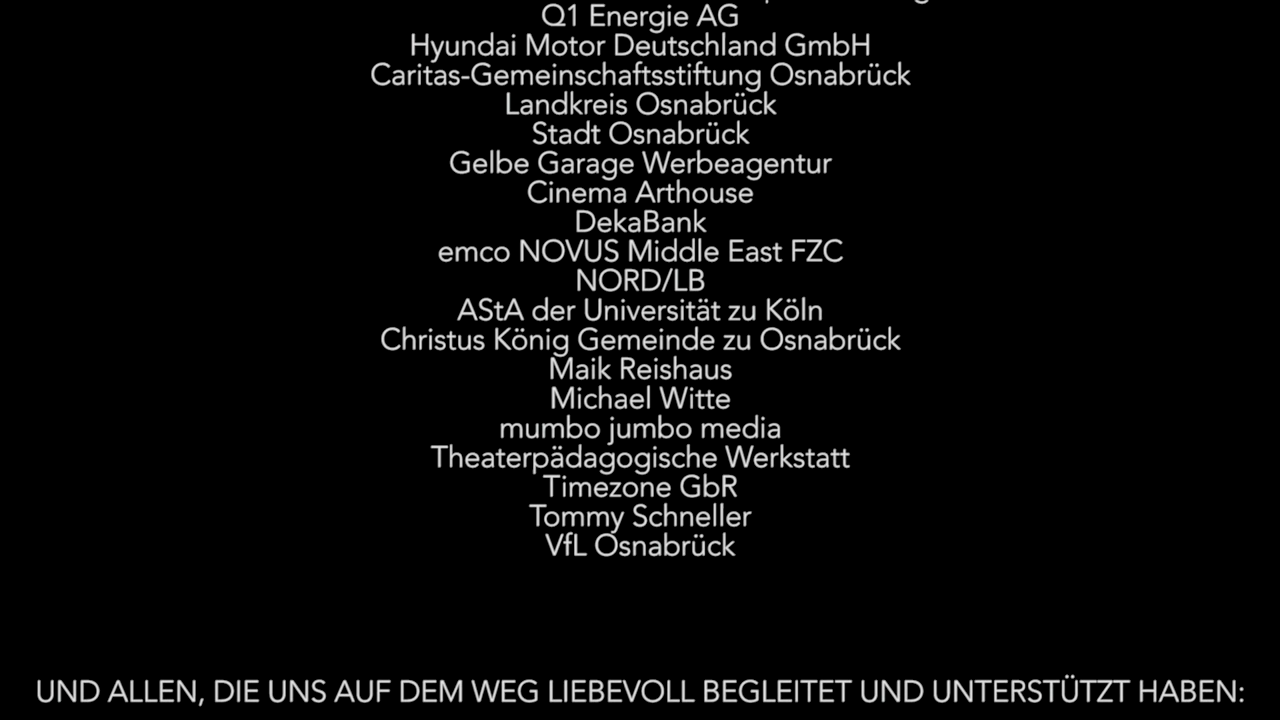 Q1 Energie AG
Hyundai Motor Deutschland GmbH
Caritas-Gemeinschaftsstiftung Osnabrück
Landkreis Osnabrück
Stadt Osnabrück
Gelbe Garage Werbeagentur
Cinema Arthouse
DekaBank
emco NOVUS Middle East FZC
NORD/LB
AStA der Universität zu Köln
Christus König Gemeinde zu Osnabrück
Maik Reishaus
Michael Witte
mumbo jumbo media
Theaterpädagogische Werkstatt
Timezone GbR
Tommy Schneller
VfL Osnabrück
UND ALLEN, DIE UNS AUF DEM WEG LIEBEVOLL BEGLEITET UND UNTERSTÜTZT HABEN: